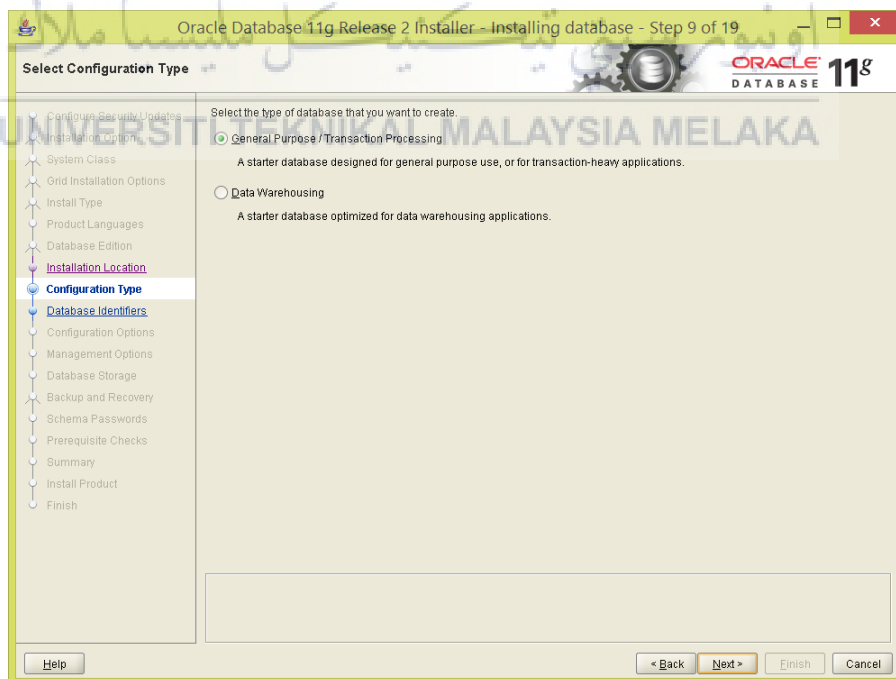 Oracle Database 11g Release 2 Installer - Installing database - Step 9 of 19
Select Configuration Type
ORACLE
DATABASE
11g
اونيورسيتي تيكنيكل مليسيا ملاك
UNIVERSITI TEKNIKAL MALAYSIA MELAKA
Configure Security Updates
Installation Option
System Class
Grid Installation Options
Install Type
Product Languages
Database Edition
Installation Location
Configuration Type
Database Identifiers
Configuration Options
Management Options
Database Storage
Backup and Recovery
Schema Passwords
Prerequisite Checks
Summary
Install Product
Finish
Select the type of database that you want to create.
General Purpose / Transaction Processing
A starter database designed for general purpose use, or for transaction-heavy applications.
Data Warehousing
A starter database optimized for data warehousing applications.
Help
< Back
Next >
Finish
Cancel